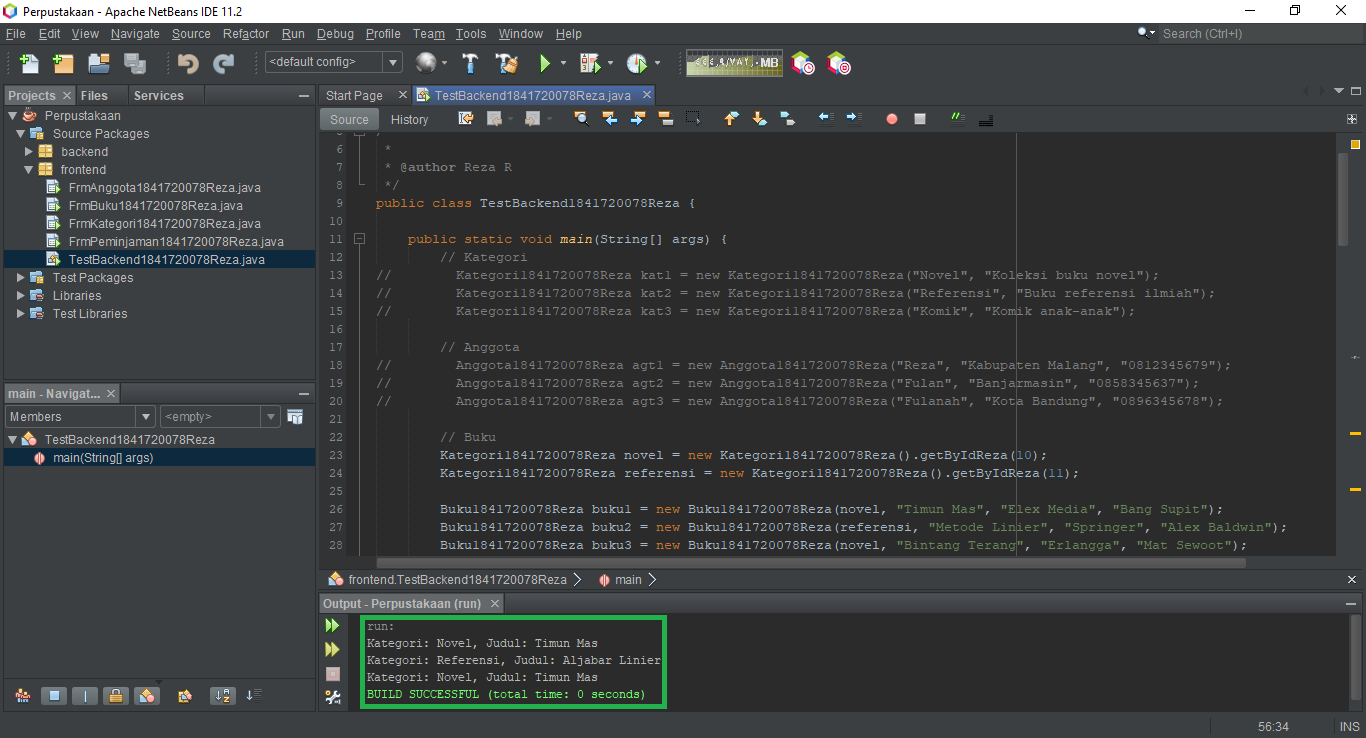 Perpustakaan - Apache NetBeans IDE 11.2
File Edit View Navigate Source Refactor Run Debug Profile Team Tools Window Help
Search (Ctrl+I)
<default config>
MB
Projects Files Services
Perpustakaan
Source Packages
backend
frontend
FrmAnggota1841720078Reza.java
FrmBuku1841720078Reza.java
FrmKategori1841720078Reza.java
FrmPeminjaman1841720078Reza.java
TestBackend1841720078Reza.java
Test Packages
Libraries
Test Libraries
main - Navigat...
Members <empty>
TestBackend1841720078Reza
main(String[] args)
Start Page TestBackend1841720078Reza.java
Source History
6 *
7 * @author Reza R
8 */
9 public class TestBackend1841720078Reza {
10
11 public static void main(String[] args) {
12 // Kategori
13 // Kategori1841720078Reza kat1 = new Kategori1841720078Reza("Novel", "Koleksi buku novel");
14 // Kategori1841720078Reza kat2 = new Kategori1841720078Reza("Referensi", "Buku referensi ilmiah");
15 // Kategori1841720078Reza kat3 = new Kategori1841720078Reza("Komik", "Komik anak-anak");
16
17 // Anggota
18 // Anggota1841720078Reza agt1 = new Anggota1841720078Reza("Reza", "Kabupaten Malang", "0812345679");
19 // Anggota1841720078Reza agt2 = new Anggota1841720078Reza("Fulan", "Banjarmasin", "0858345637");
20 // Anggota1841720078Reza agt3 = new Anggota1841720078Reza("Fulanah", "Kota Bandung", "0896345678");
21
22 // Buku
23 Kategori1841720078Reza novel = new Kategori1841720078Reza().getByIdReza(10);
24 Kategori1841720078Reza referensi = new Kategori1841720078Reza().getByIdReza(11);
25
26 Buku1841720078Reza buku1 = new Buku1841720078Reza(novel, "Timun Mas", "Elex Media", "Bang Supit");
27 Buku1841720078Reza buku2 = new Buku1841720078Reza(referensi, "Metode Linier", "Springer", "Alex Baldwin");
28 Buku1841720078Reza buku3 = new Buku1841720078Reza(novel, "Bintang Terang", "Erlangga", "Mat Sewoot");
frontend.TestBackend1841720078Reza main
Output - Perpustakaan (run)
run:
Kategori: Novel, Judul: Timun Mas
Kategori: Referensi, Judul: Aljabar Linier
Kategori: Novel, Judul: Timun Mas
BUILD SUCCESSFUL (total time: 0 seconds)
56:34 INS